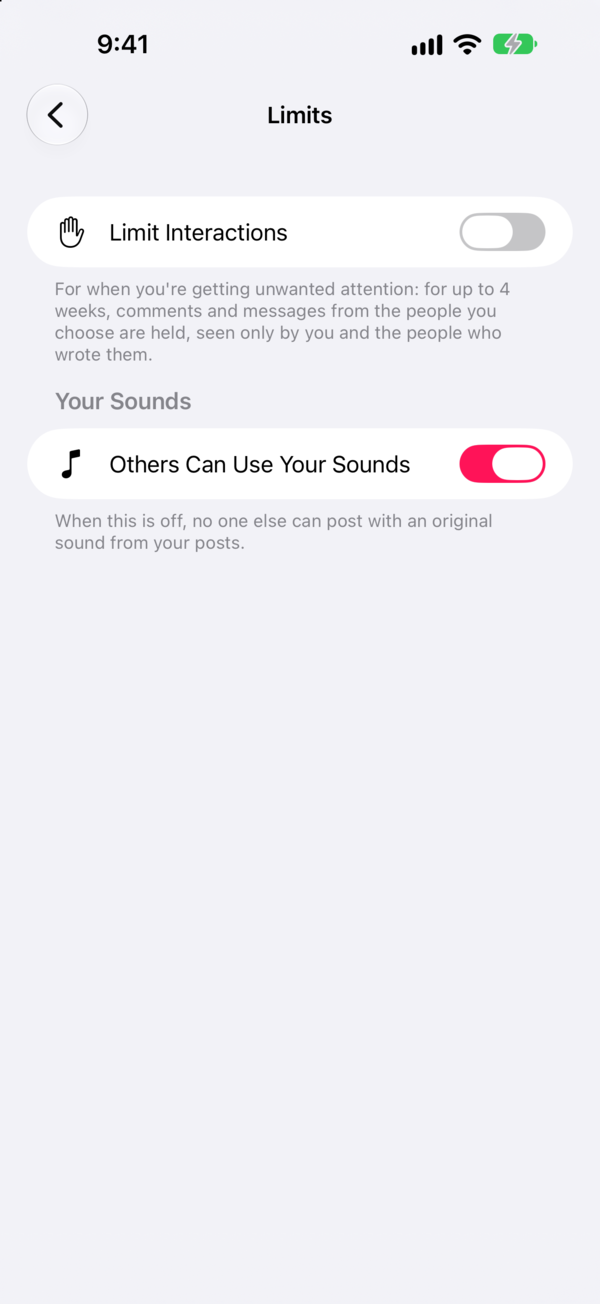 9:41
Limits
Limit Interactions
For when you're getting unwanted attention: for up to 4
weeks, comments and messages from the people you
choose are held, seen only by you and the people who
wrote them.
Your Sounds
Others Can Use Your Sounds
When this is off, no one else can post with an original
sound from your posts.